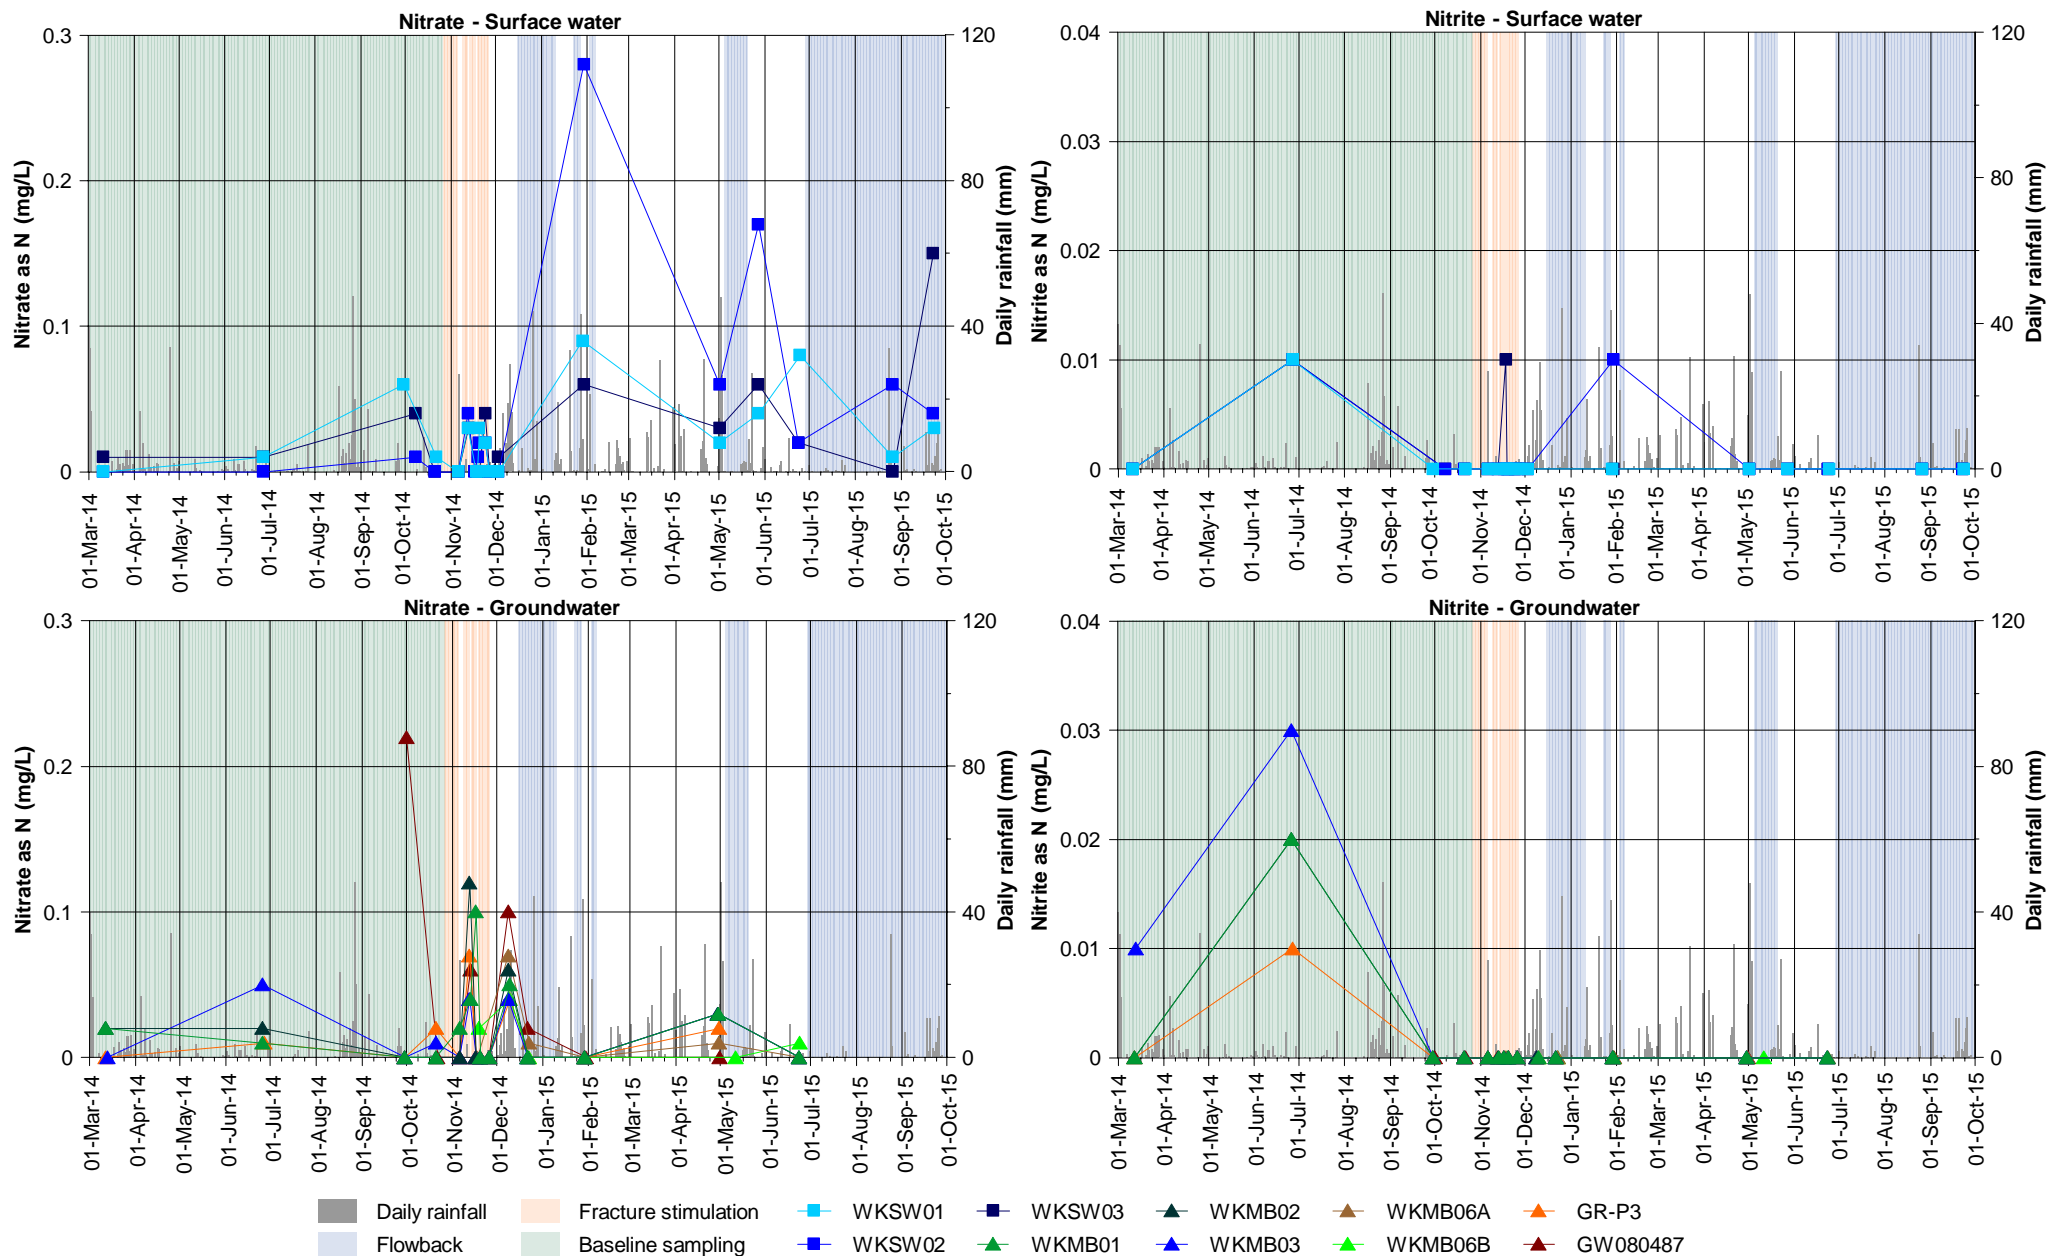 Nitrate - Surface water
Nitrite - Surface water
0.3
0.2
0.1
0
120
80
40
0
Nitrate as N (mg/L)
Daily rainfall (mm)
01-Mar-14
01-Apr-14
01-May-14
01-Jun-14
01-Jul-14
01-Aug-14
01-Sep-14
01-Oct-14
01-Nov-14
01-Dec-14
01-Jan-15
01-Feb-15
01-Mar-15
01-Apr-15
01-May-15
01-Jun-15
01-Jul-15
01-Aug-15
01-Sep-15
01-Oct-15
0.04
0.03
0.02
0.01
0
120
80
40
0
Nitrite as N (mg/L)
Daily rainfall (mm)
01-Mar-14
01-Apr-14
01-May-14
01-Jun-14
01-Jul-14
01-Aug-14
01-Sep-14
01-Oct-14
01-Nov-14
01-Dec-14
01-Jan-15
01-Feb-15
01-Mar-15
01-Apr-15
01-May-15
01-Jun-15
01-Jul-15
01-Aug-15
01-Sep-15
01-Oct-15
Nitrate - Groundwater
Nitrite - Groundwater
0.3
0.2
0.1
0
120
80
40
0
Nitrate as N (mg/L)
Daily rainfall (mm)
01-Mar-14
01-Apr-14
01-May-14
01-Jun-14
01-Jul-14
01-Aug-14
01-Sep-14
01-Oct-14
01-Nov-14
01-Dec-14
01-Jan-15
01-Feb-15
01-Mar-15
01-Apr-15
01-May-15
01-Jun-15
01-Jul-15
01-Aug-15
01-Sep-15
01-Oct-15
0.04
0.03
0.02
0.01
0
120
80
40
0
Nitrite as N (mg/L)
Daily rainfall (mm)
01-Mar-14
01-Apr-14
01-May-14
01-Jun-14
01-Jul-14
01-Aug-14
01-Sep-14
01-Oct-14
01-Nov-14
01-Dec-14
01-Jan-15
01-Feb-15
01-Mar-15
01-Apr-15
01-May-15
01-Jun-15
01-Jul-15
01-Aug-15
01-Sep-15
01-Oct-15
Daily rainfall Fracture stimulation WKSW01 WKSW03 WKMB02 WKMB06A GR-P3
Flowback Baseline sampling WKSW02 WKMB01 WKMB03 WKMB06B GW080487